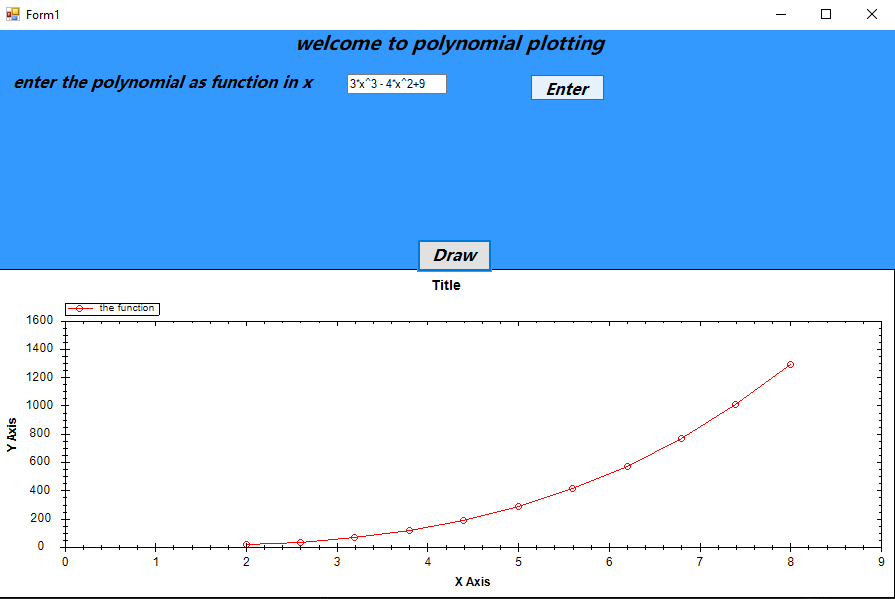 Form1
welcome to polynomial plotting
enter the polynomial as function in x
3*x^3 - 4*x^2+9
Enter
Draw
Title
the function
1600
1400
1200
1000
800
600
400
200
0
Y Axis
0 1 2 3 4 5 6 7 8 9
X Axis